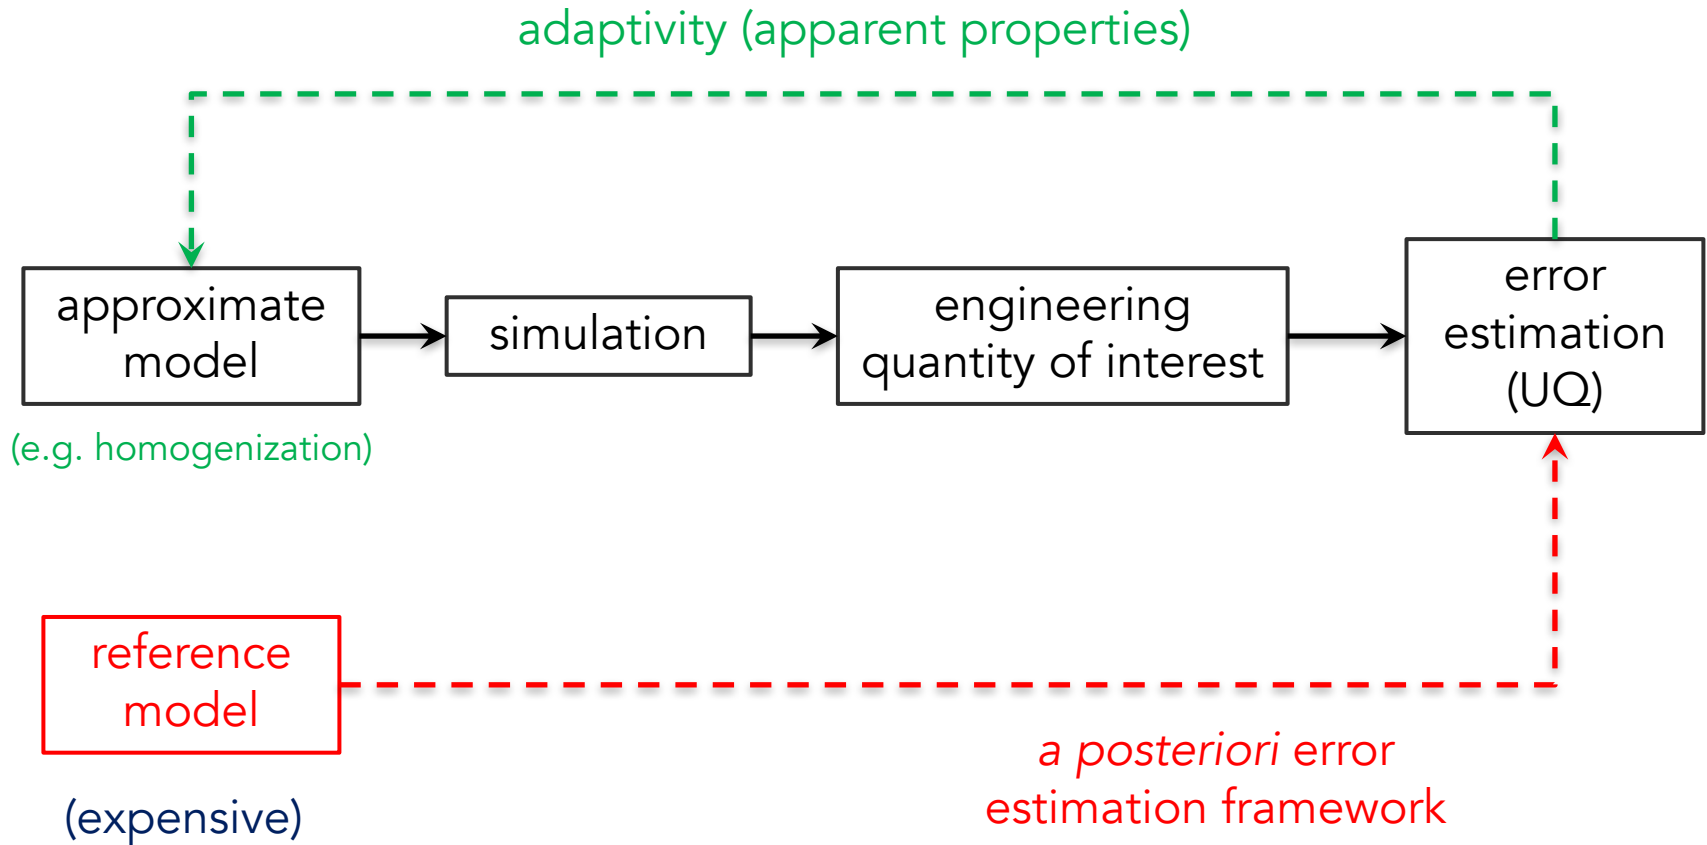 adaptivity (apparent properties)
approximate
model
simulation
engineering
quantity of interest
error
estimation
(UQ)
(e.g. homogenization)
reference
model
(expensive)
a posteriori error
estimation framework